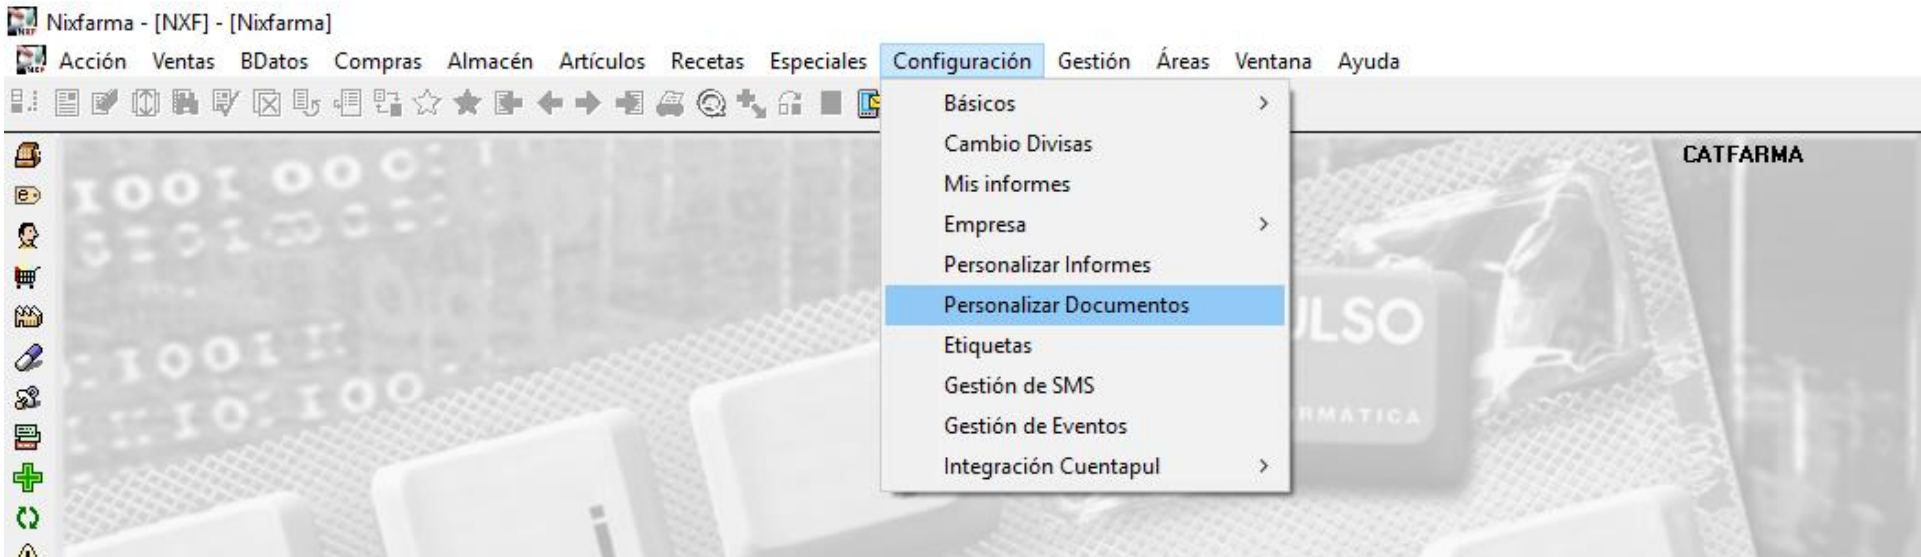 Nixfarma - [NXF] - [Nixfarma]
Acción Ventas BDatos Compras Almacén Artículos Recetas Especiales Configuración Gestión Áreas Ventana Ayuda
Básicos
Cambio Divisas
Mis informes
Empresa
Personalizar Informes
Personalizar Documentos
Etiquetas
Gestión de SMS
Gestión de Eventos
Integración Cuentapul
CATFARMA
LSO
RMATICA